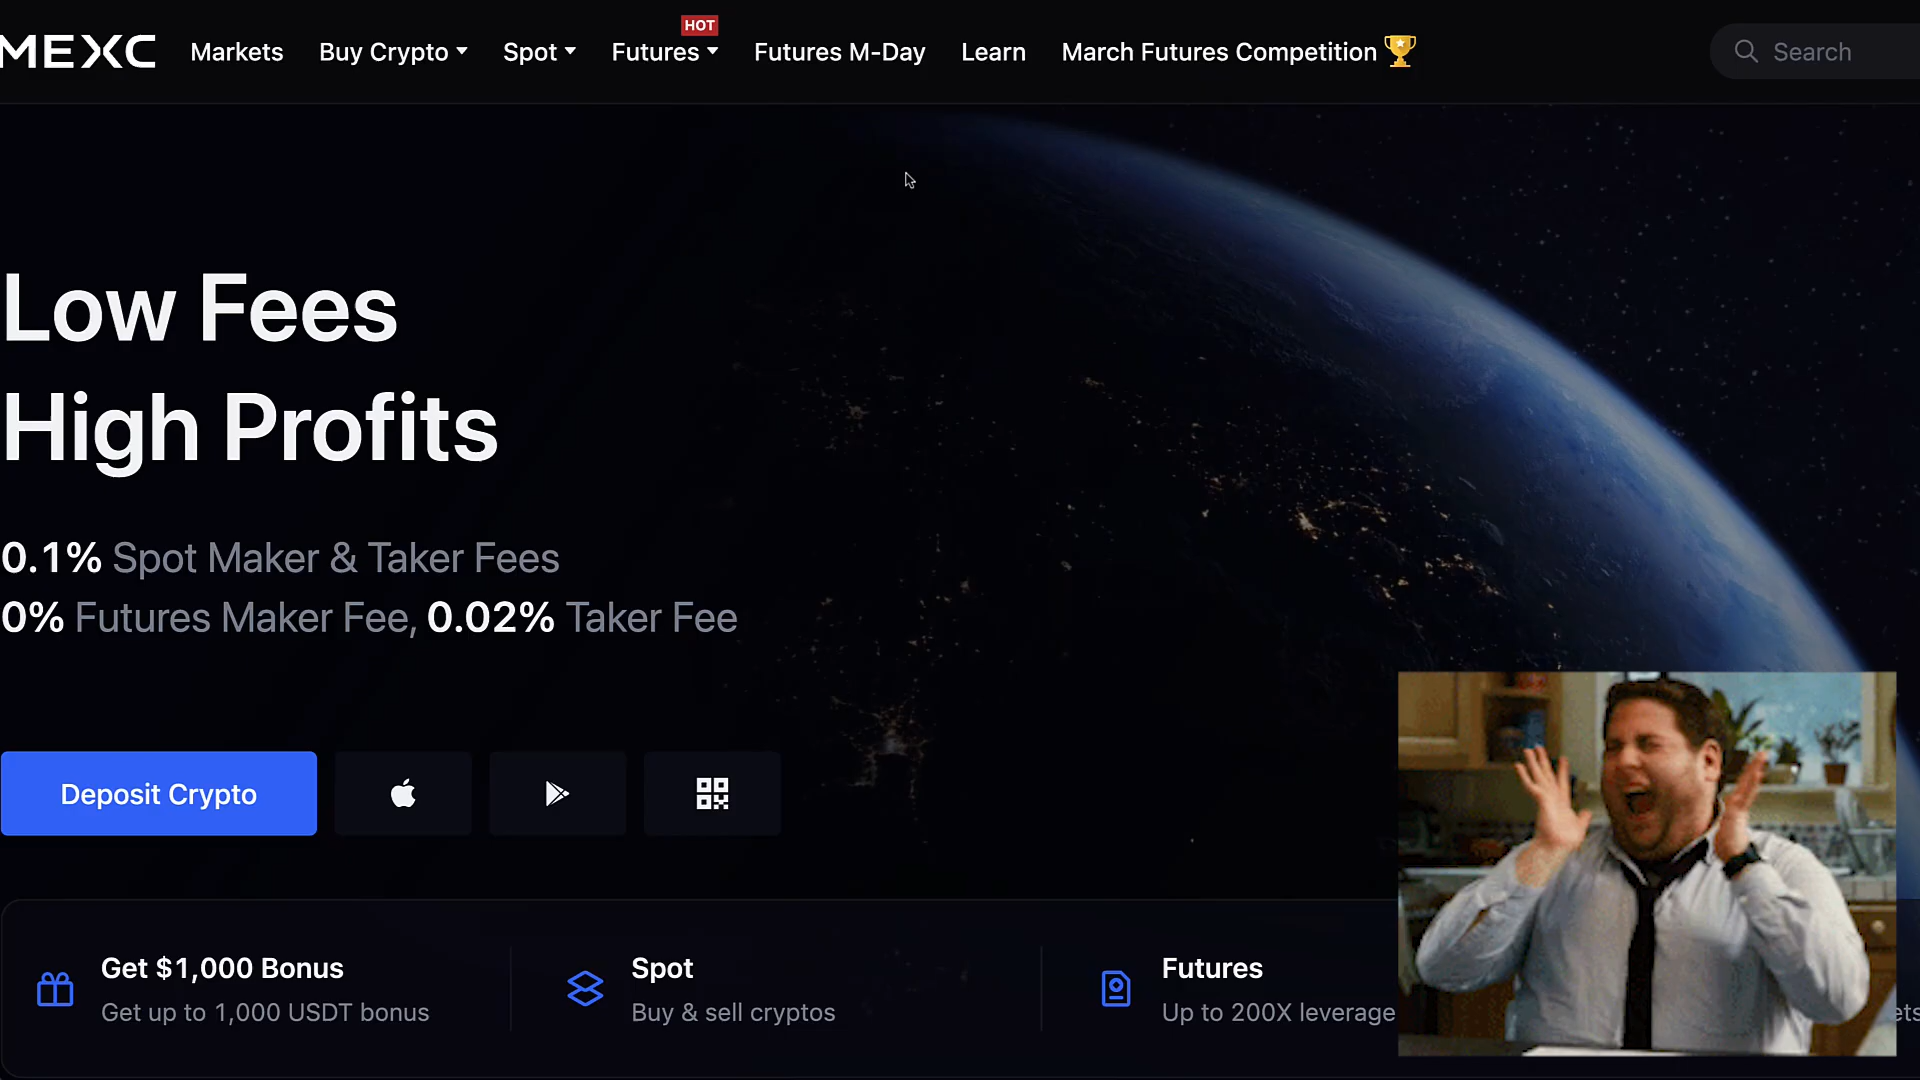 MEXC
Markets
Buy Crypto
Spot
HOT
Futures
Futures M-Day
Learn
March Futures Competition
Search
Low Fees
High Profits
0.1% Spot Maker & Taker Fees
0% Futures Maker Fee, 0.02% Taker Fee
Deposit Crypto
Get $1,000 Bonus
Get up to 1,000 USDT bonus
Spot
Buy & sell cryptos
Futures
Up to 200X leverage